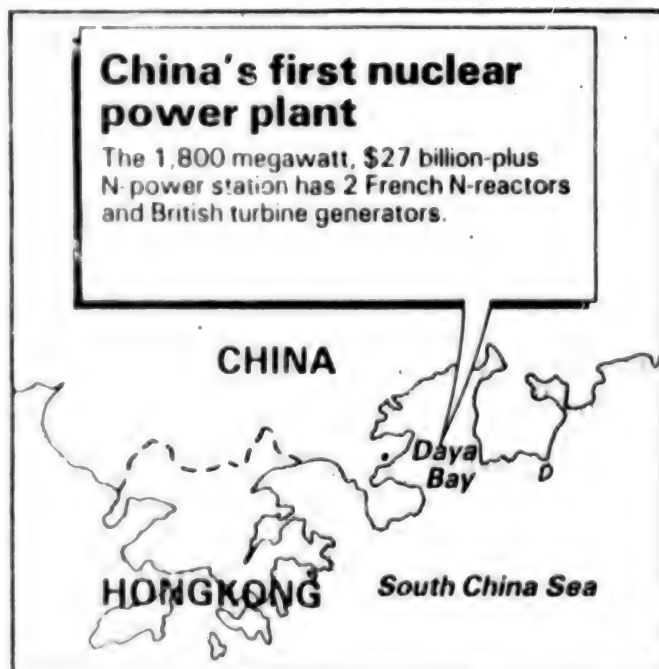 China's first nuclear
power plant
The 1,800 megawatt, $27 billion-plus
N-power station has 2 French N-reactors
and British turbine generators.
CHINA
Daya
Bay
HONGKONG
South China Sea